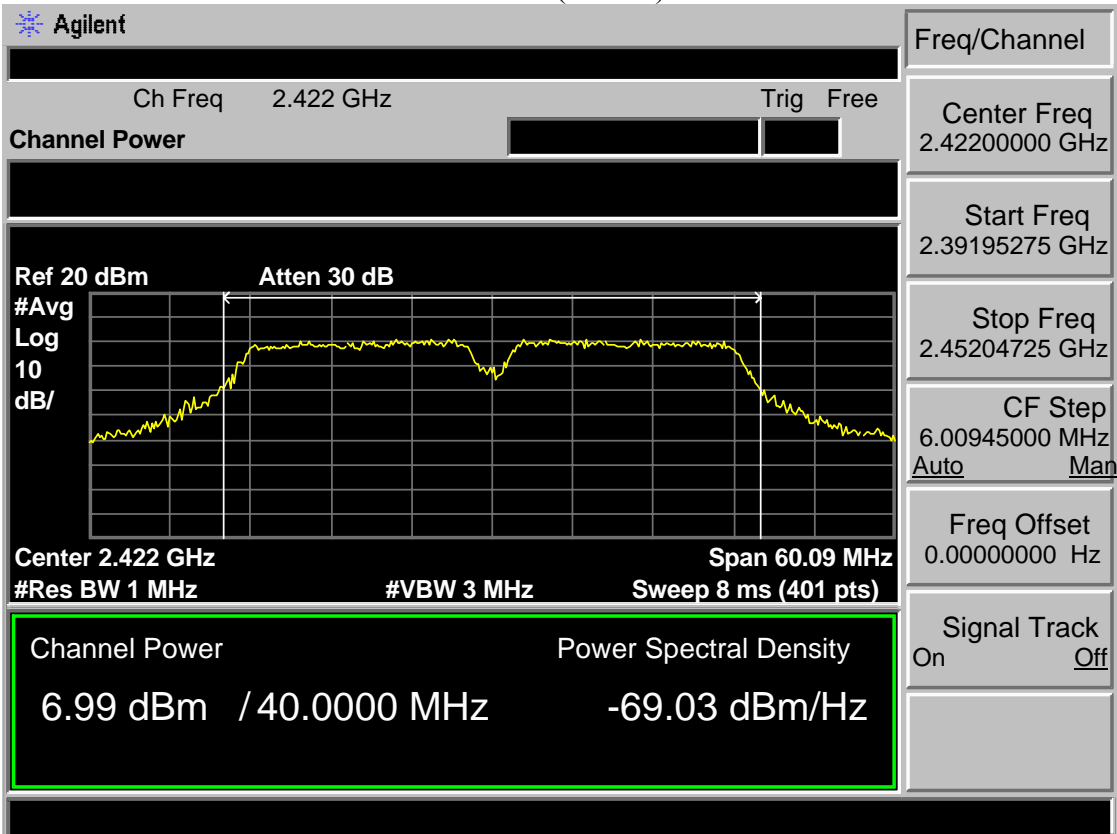 Agilent
Freq/Channel
Ch Freq 2.422 GHz Trig Free
Channel Power
Center Freq
2.42200000 GHz
Start Freq
2.39195275 GHz
Stop Freq
2.45204725 GHz
CF Step
6.00945000 MHz
Auto Man
Freq Offset
0.00000000 Hz
Signal Track
On Off
Ref 20 dBm Atten 30 dB
#Avg
Log
10
dB/
Center 2.422 GHz Span 60.09 MHz
#Res BW 1 MHz #VBW 3 MHz Sweep 8 ms (401 pts)
Channel Power Power Spectral Density
6.99 dBm / 40.0000 MHz -69.03 dBm/Hz